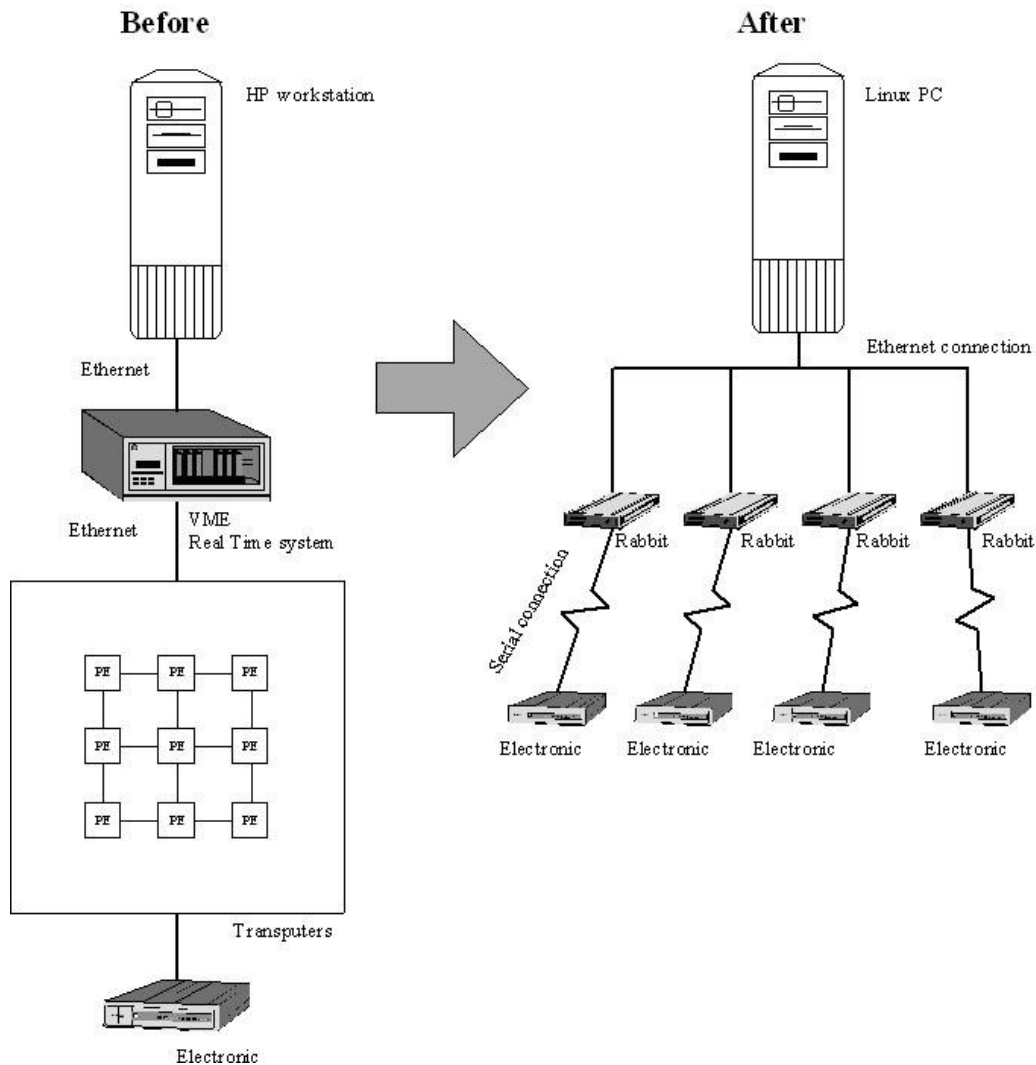 Before
HP workstation
Ethernet
Ethernet
VME
Real Time system
PE PE PE
PE PE PE
PE PE PE
Transputers
Electronic
After
Linux PC
Ethernet connection
Rabbit Rabbit Rabbit Rabbit
Serial connection
Electronic Electronic Electronic Electronic